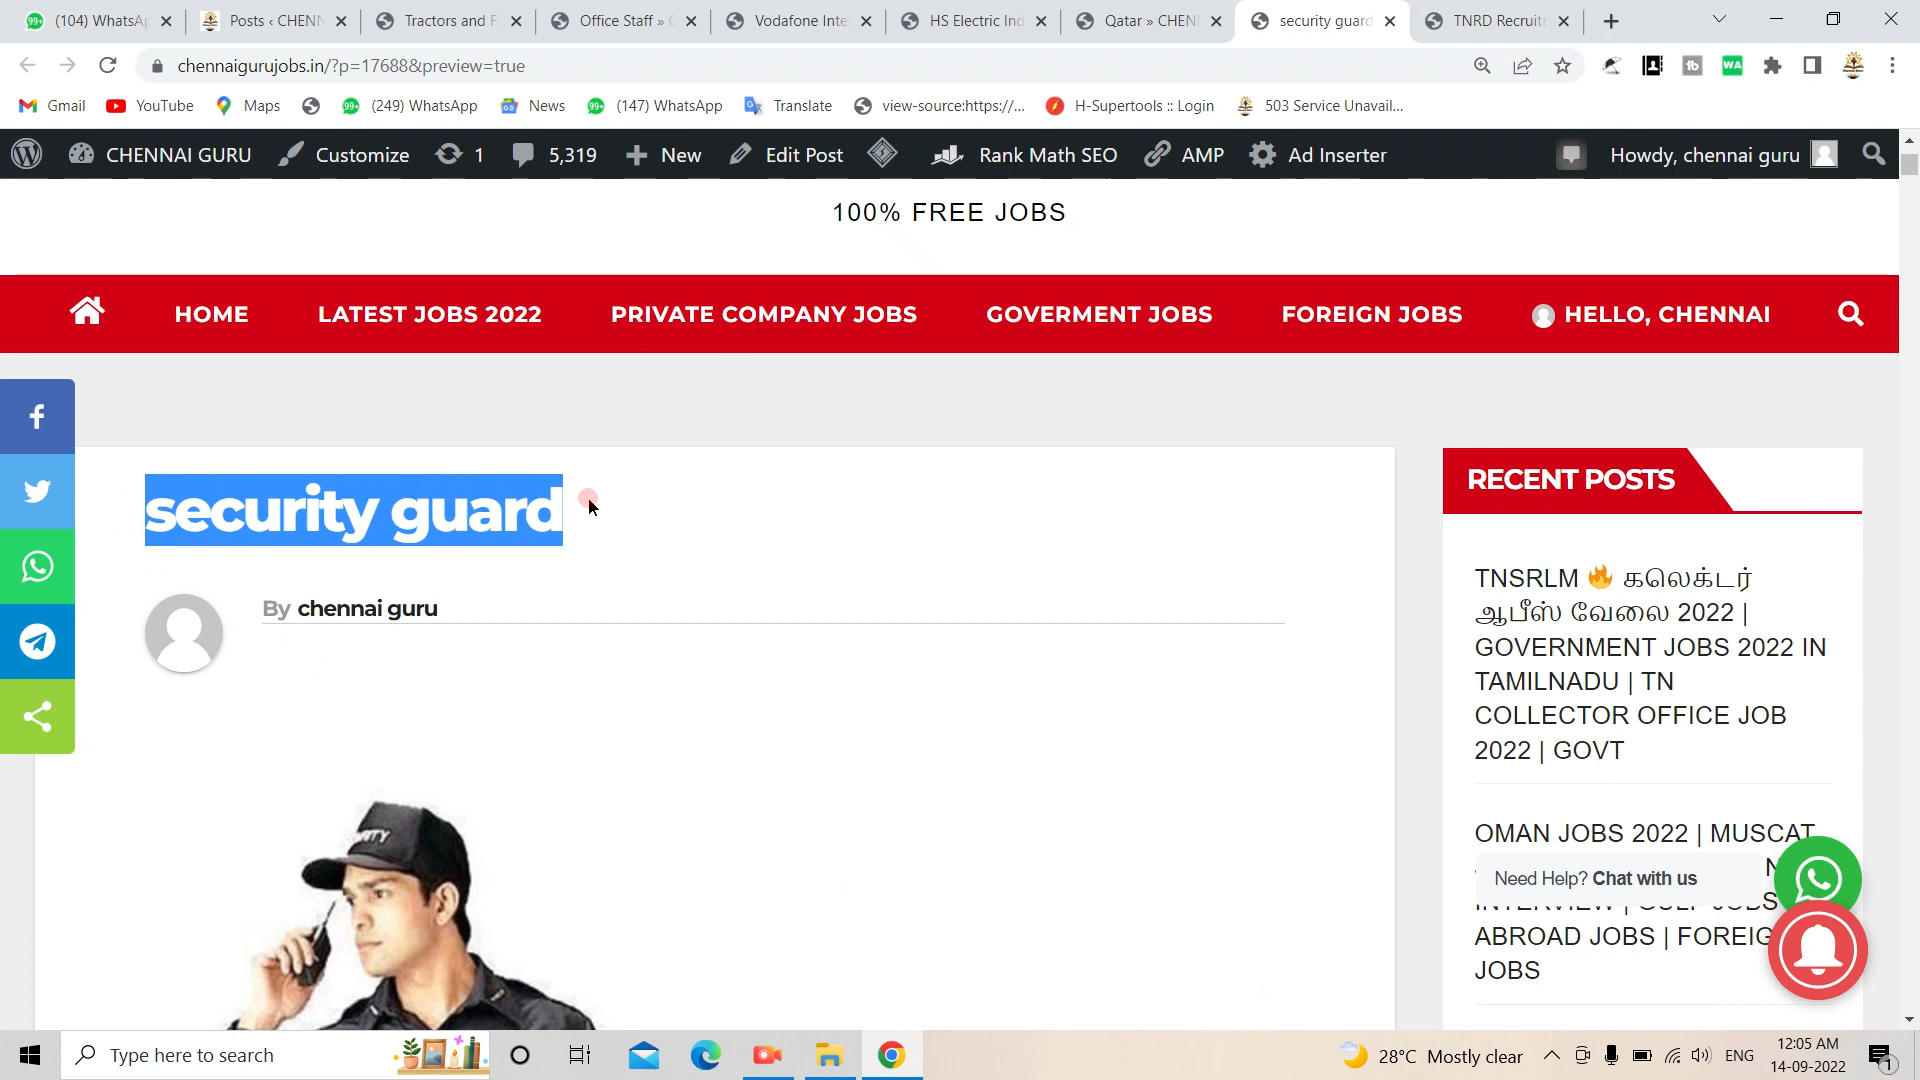 (104) WhatsA
Posts ‹ CHENN
Tractors and F
Office Staff » C
Vodafone Inte
HS Electric Ind
Qatar » CHEN
security guard
TNRD Recruitm
chennaigurujobs.in/?p=17688&preview=true
Gmail
YouTube
Maps
(249) WhatsApp
News
(147) WhatsApp
Translate
view-source:https://...
H-Supertools :: Login
503 Service Unavail...
CHENNAI GURU
Customize
1
5,319
New
Edit Post
Rank Math SEO
AMP
Ad Inserter
Howdy, chennai guru
100% FREE JOBS
HOME
LATEST JOBS 2022
PRIVATE COMPANY JOBS
GOVERMENT JOBS
FOREIGN JOBS
HELLO, CHENNAI
security guard
By chennai guru
RECENT POSTS
TNSRLM 🔥 கலெக்டர்
ஆபீஸ் வேலை 2022 |
GOVERNMENT JOBS 2022 IN
TAMILNADU | TN
COLLECTOR OFFICE JOB
2022 | GOVT
OMAN JOBS 2022 | MUSCAT
Need Help? Chat with us
ABROAD JOBS | FOREIG
JOBS
Type here to search
28°C Mostly clear
ENG
12:05 AM
14-09-2022
1